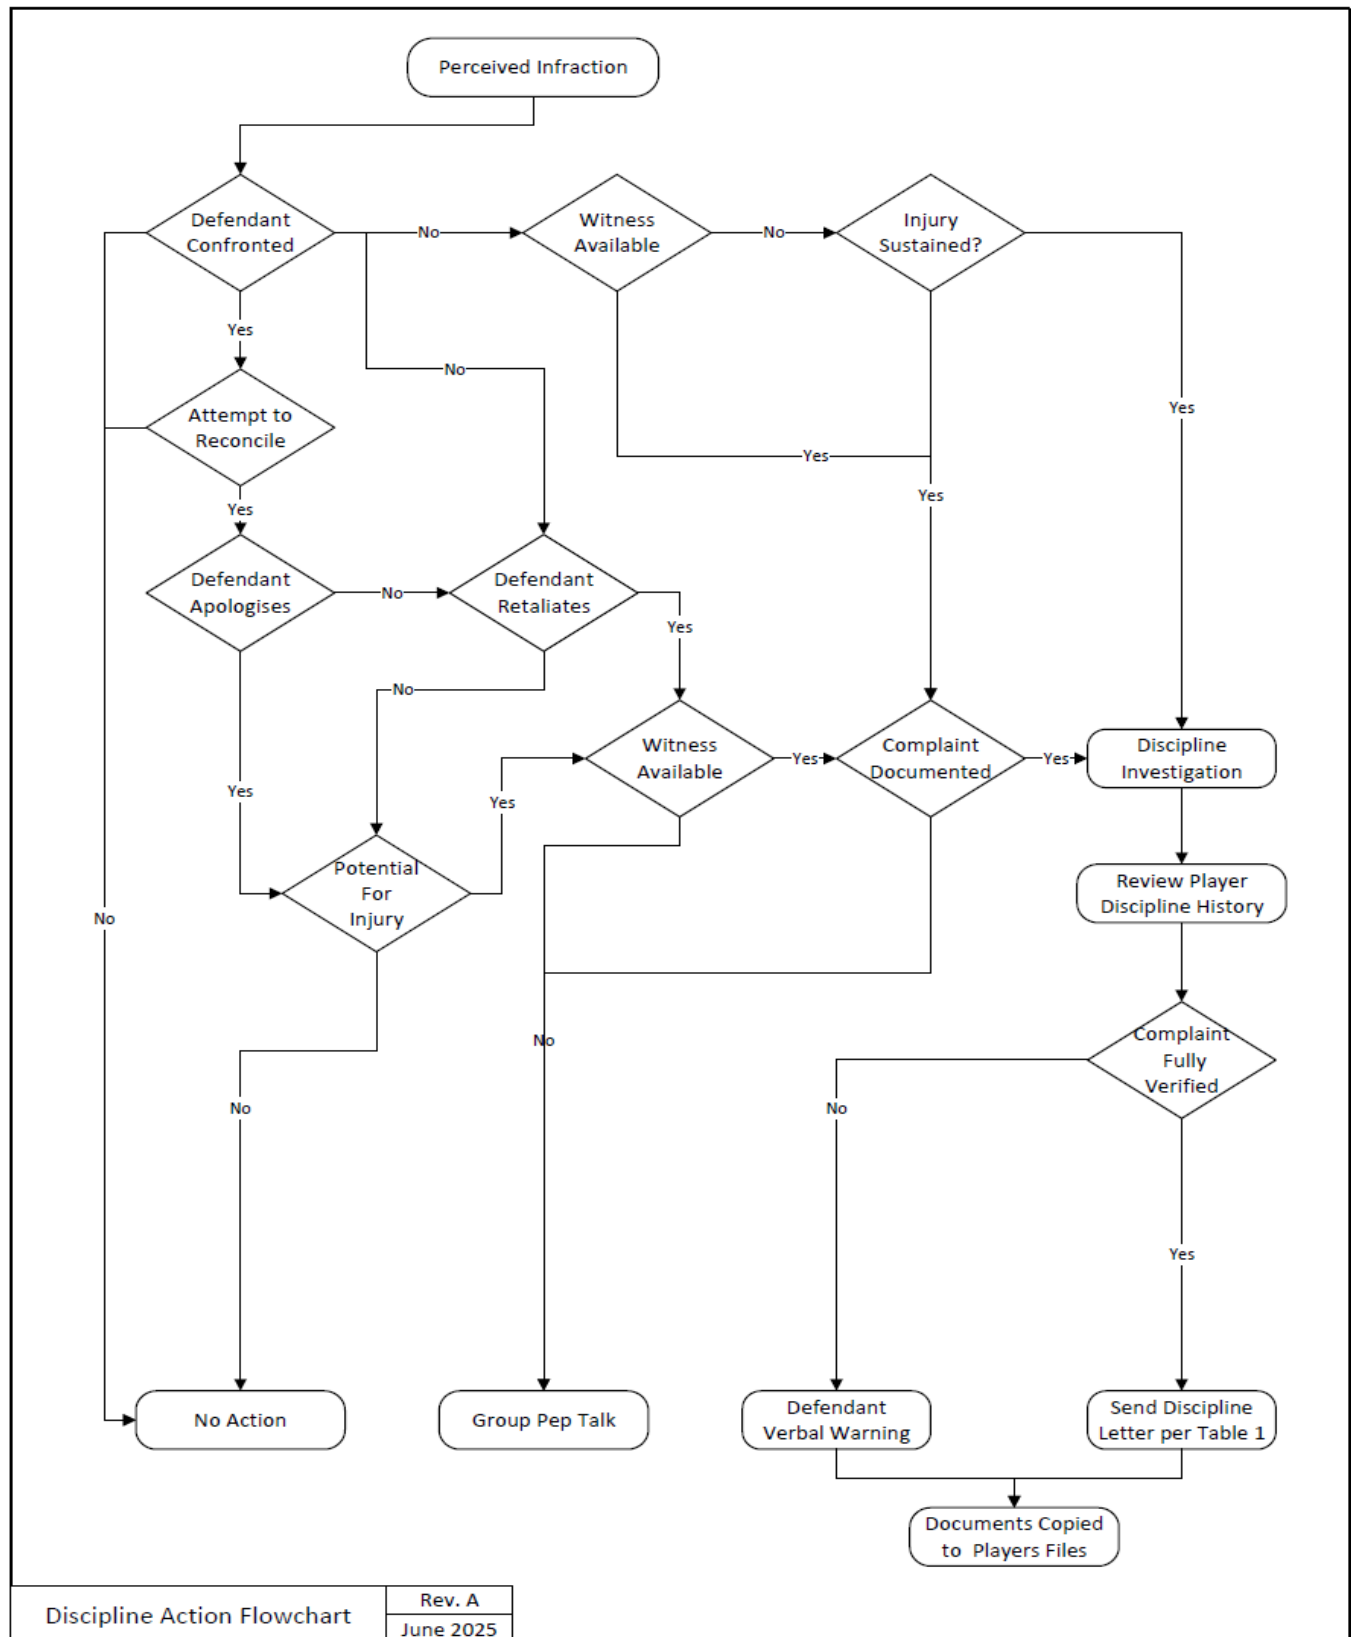 Perceived Infraction
Defendant
Confronted
No
Witness
Available
No
Injury
Sustained?
Yes
No
Yes
Attempt to
Reconcile
Yes
Yes
Yes
Defendant
Apologises
No
Defendant
Retaliates
Yes
No
Witness
Available
Yes
Complaint
Documented
Yes
Discipline
Investigation
Yes
Yes
Potential
For
Injury
Review Player
Discipline History
No
No
Complaint
Fully
Verified
No
No
Yes
No Action
Group Pep Talk
Defendant
Verbal Warning
Send Discipline
Letter per Table 1
Documents Copied
to Players Files
Discipline Action Flowchart
Rev. A
June 2025